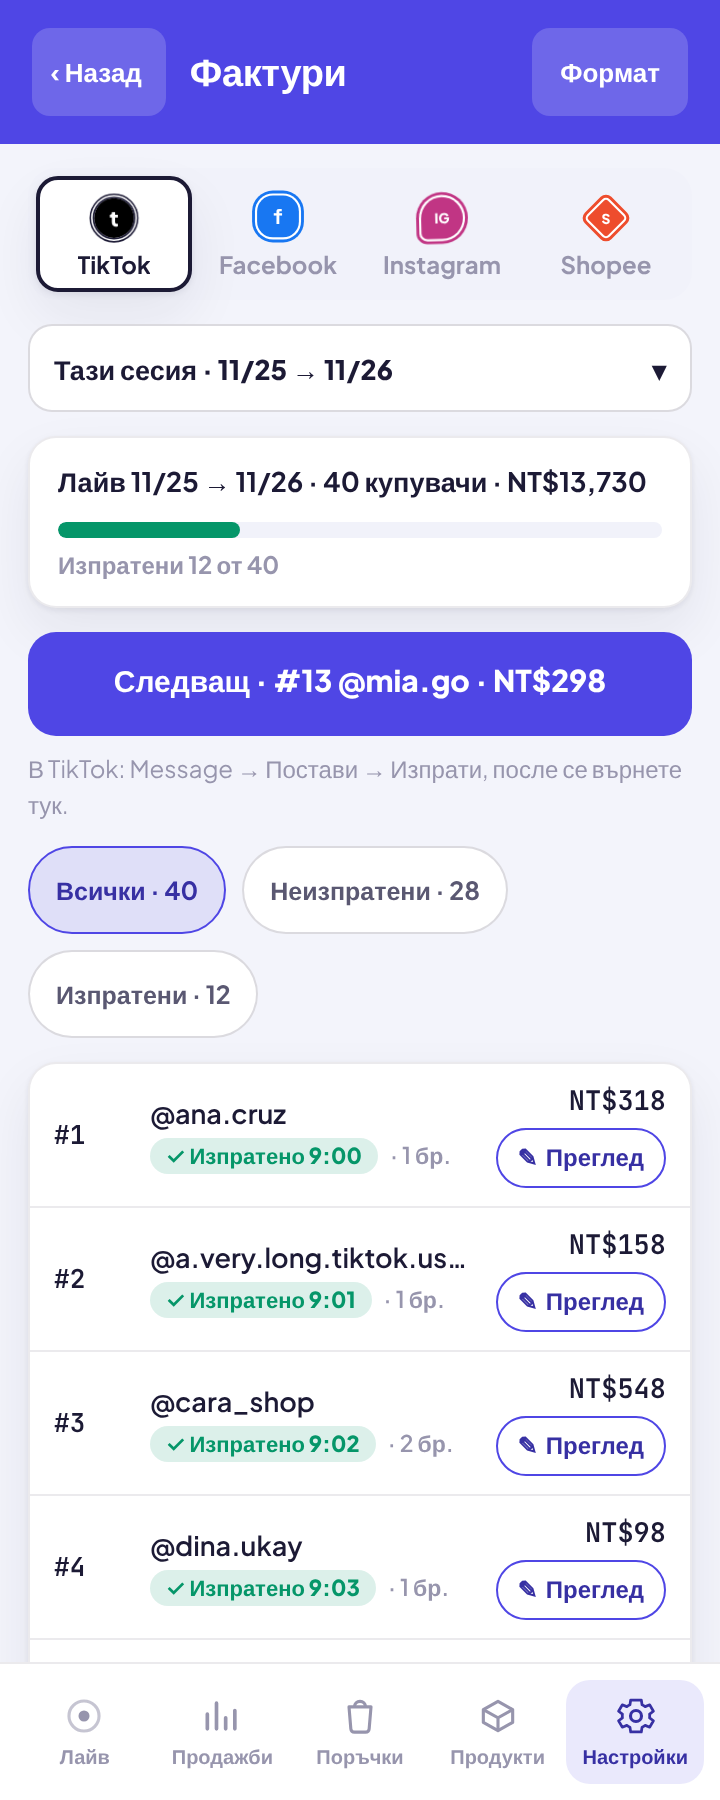 ‹ Назад
Фактури
Формат
t
f
IG
S
TikTok
Facebook
Instagram
Shopee
Тази сесия · 11/25 → 11/26 ▼
Лайв 11/25 → 11/26 · 40 купувачи · NT$13,730
Изпратени 12 от 40
Следващ · #13 @mia.go · NT$298
В TikTok: Message → Постави → Изпрати, после се върнете
тук.
Всички · 40
Неизпратени · 28
Изпратени · 12
#1
@ana.cruz
✓ Изпратено 9:00 · 1 бр.
NT$318
✎ Преглед
#2
@a.very.long.tiktok.us…
✓ Изпратено 9:01 · 1 бр.
NT$158
✎ Преглед
#3
@cara_shop
✓ Изпратено 9:02 · 2 бр.
NT$548
✎ Преглед
#4
@dina.ukay
✓ Изпратено 9:03 · 1 бр.
NT$98
✎ Преглед
Лайв
Продажби
Поръчки
Продукти
Настройки